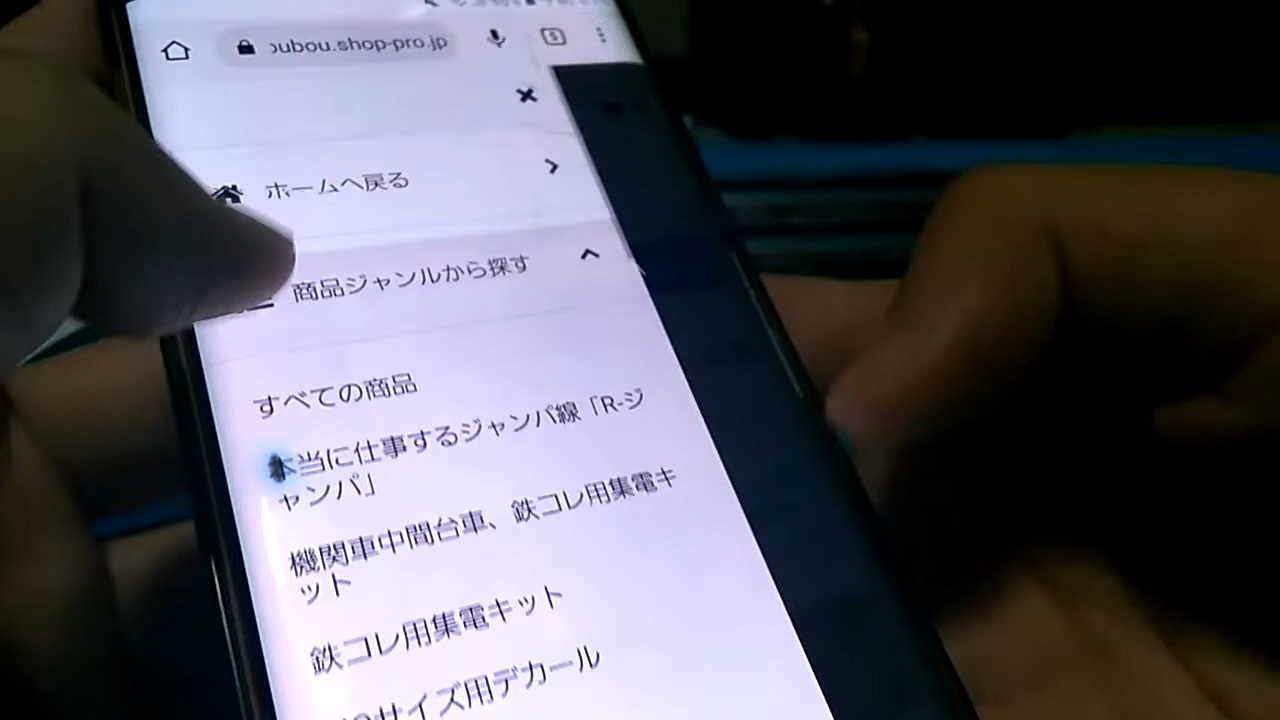 oubou.shop-pro.jp
5
ホームへ戻る
商品ジャンルから探す
すべての商品
本当に仕事するジャンパ線「R-ジ
ャンパ」
機関車中間台車、鉄コレ用集電キ
ット
鉄コレ用集電キット
サイズ用デカール